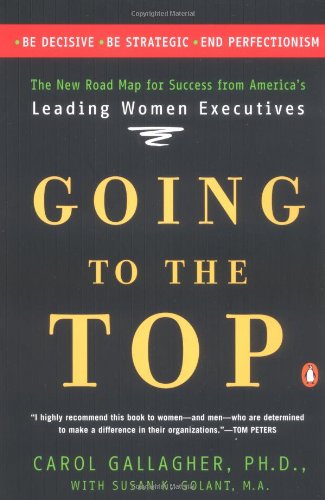 • BE DECISIVE • BE STRATEGIC • END PERFECTIONISM
The New Road Map for Success from America's
Leading Women Executives
GOING
TO THE
TOP
"I highly recommend this book to women—and men—who are determined
to make a difference in their organizations."—TOM PETERS
CAROL GALLAGHER, PH.D.,
WITH SUSAN K. GOLANT, M.A.